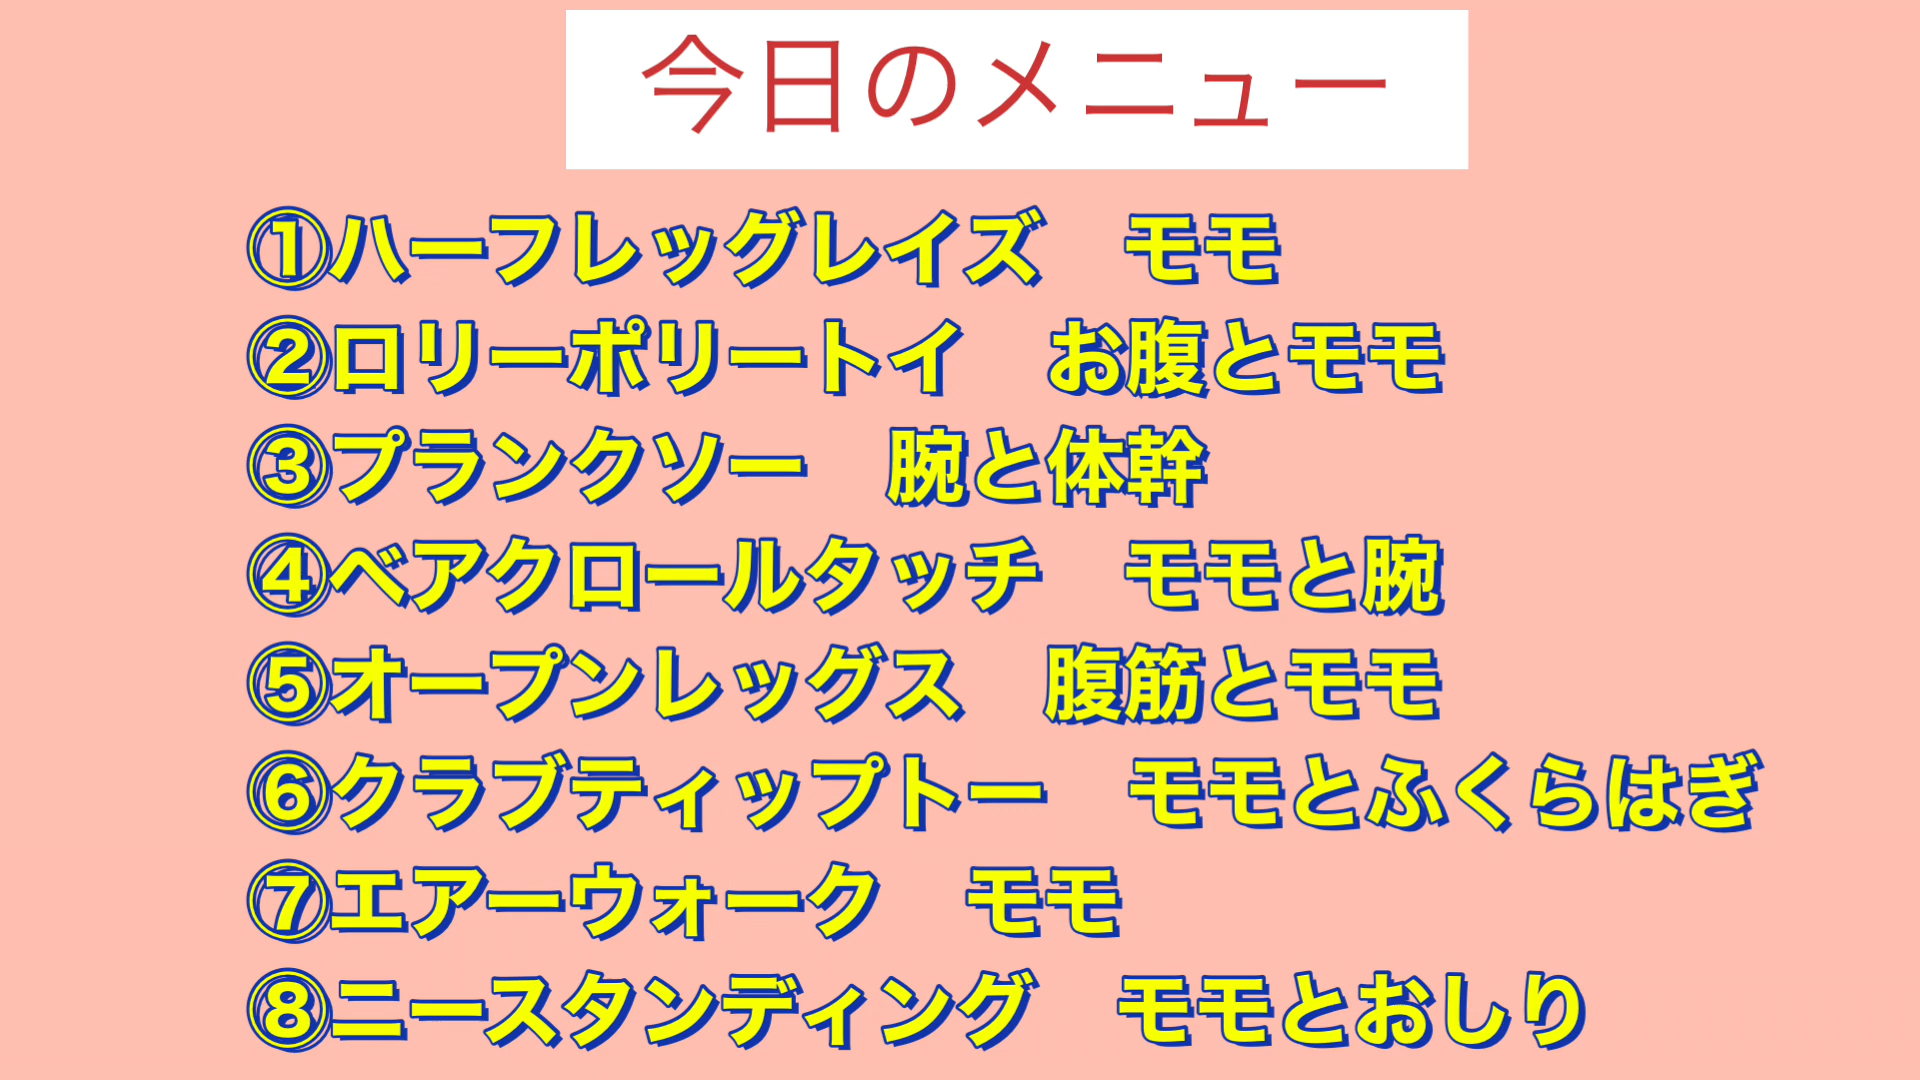 今日のメニュー
①ハーフレッグレイズ　モモ
②ロリーポリートイ　お腹とモモ
③プランクソー　腕と体幹
④ベアクロールタッチ　モモと腕
⑤オープンレッグス　腹筋とモモ
⑥クラブティップトー　モモとふくらはぎ
⑦エアーウォーク　モモ
⑧ニースタンディング　モモとおしり